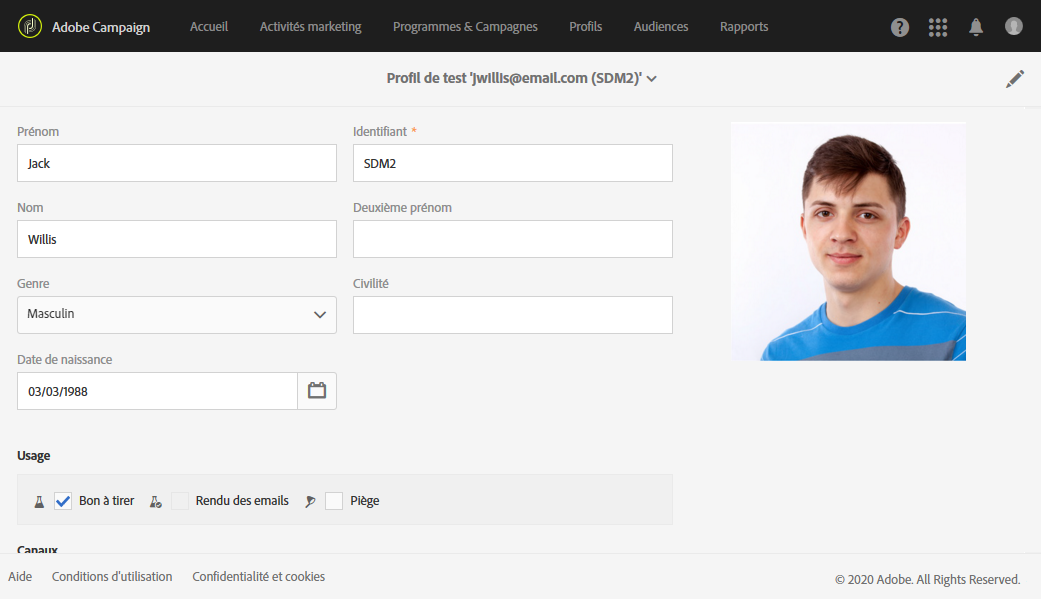 Adobe Campaign Accueil Activités marketing Programmes & Campagnes Profils Audiences Rapports ?
Profil de test 'jwillis@email.com (SDM2)'
Prénom Identifiant *
Jack SDM2
Nom Deuxième prénom
Willis
Genre Civilité
Masculin
Date de naissance
03/03/1988
Usage
Bon à tirer Rendu des emails Piège
Canaux
Aide Conditions d'utilisation Confidentialité et cookies © 2020 Adobe. All Rights Reserved.